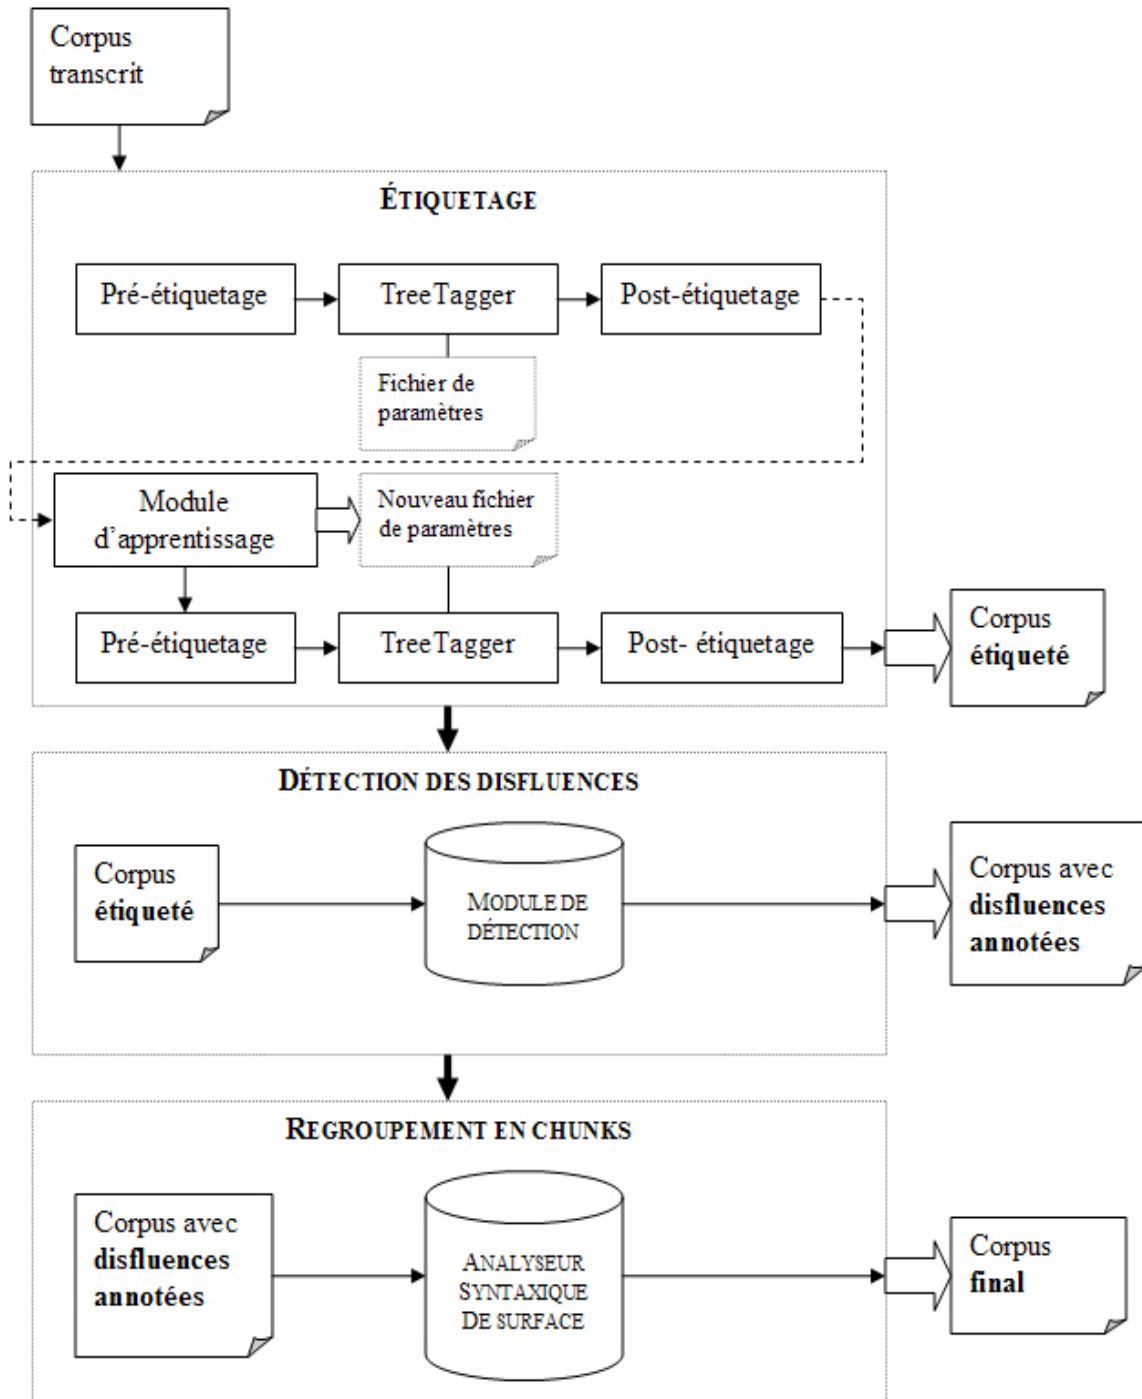 Corpus
transcrit
ÉTIQUETAGE
Pré-étiquetage
TreeTagger
Post-étiquetage
Fichier de
paramètres
Module
d'apprentissage
Nouveau fichier
de paramètres
Pré-étiquetage
TreeTagger
Post- étiquetage
Corpus
étiqueté
DÉTECTION DES DISFLUENCES
Corpus
étiqueté
MODULE DE
DÉTECTION
Corpus avec
disfluences
annotées
REGROUPEMENT EN CHUNKS
Corpus avec
disfluences
annotées
ANALYSEUR
SYNTAXIQUE
DE SURFACE
Corpus
final